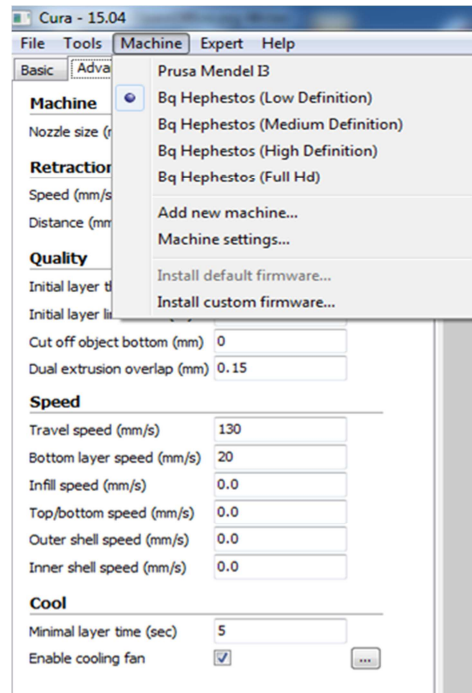 Cura - 15.04
File Tools Machine Expert Help
Basic Adva
Prusa Mendel I3
Bq Hephestos (Low Definition)
Bq Hephestos (Medium Definition)
Bq Hephestos (High Definition)
Bq Hephestos (Full Hd)
Add new machine...
Machine settings...
Install default firmware...
Install custom firmware...
Machine
Nozzle size (
Retraction
Speed (mm/s
Distance (mm
Quality
Initial layer
Initial layer
Cut off object bottom (mm) 0
Dual extrusion overlap (mm) 0.15
Speed
Travel speed (mm/s) 130
Bottom layer speed (mm/s) 20
Infill speed (mm/s) 0.0
Top/bottom speed (mm/s) 0.0
Outer shell speed (mm/s) 0.0
Inner shell speed (mm/s) 0.0
Cool
Minimal layer time (sec) 5
Enable cooling fan ...